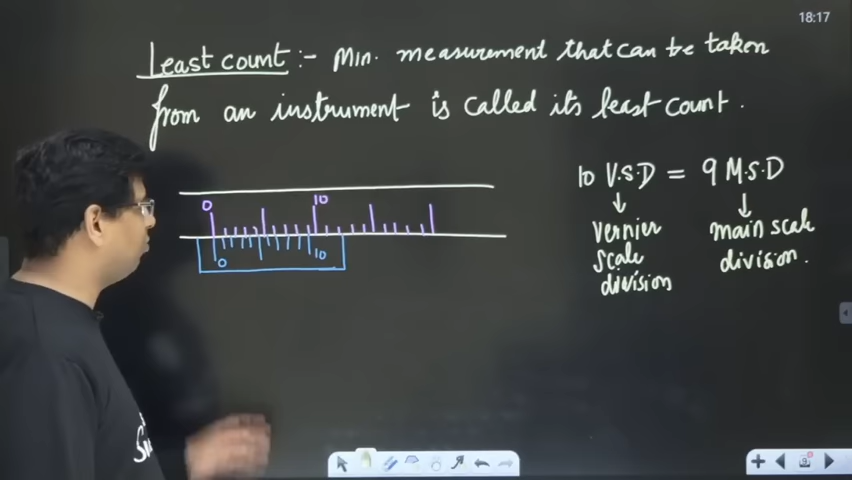 18:17
Least count :- Min. measurement that can be taken
from an instrument is called its least count.
10 V.S.D = 9 M.S.D
vernier
scale
division
main scale
division.
0 10
0 10
9